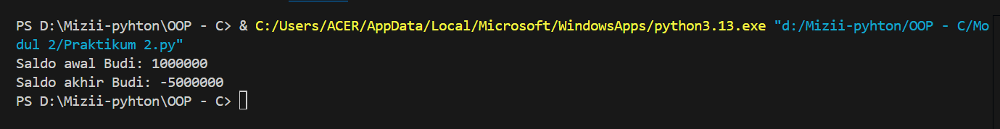 PS D:\Mizii-pyhton\OOP - C> & C:/Users/ACER/AppData/Local/Microsoft/WindowsApps/python3.13.exe "d:/Mizii-pyhton/OOP - C/Mo
dul 2/Praktikum 2.py"
Saldo awal Budi: 1000000
Saldo akhir Budi: -5000000
PS D:\Mizii-pyhton\OOP - C>